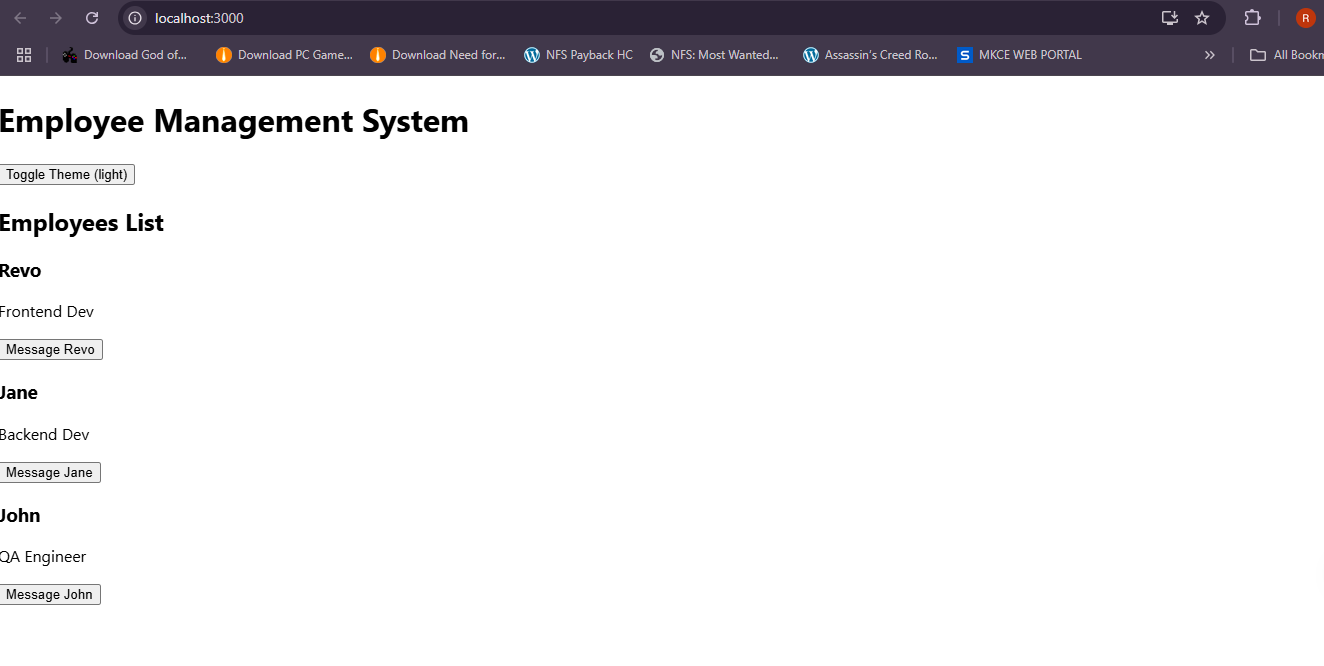 localhost:3000
R
Download God of... Download PC Game... Download Need for... NFS Payback HC NFS: Most Wanted... Assassin's Creed Ro... S MKCE WEB PORTAL » All Bookm
Employee Management System
Toggle Theme (light)
Employees List
Revo
Frontend Dev
Message Revo
Jane
Backend Dev
Message Jane
John
QA Engineer
Message John